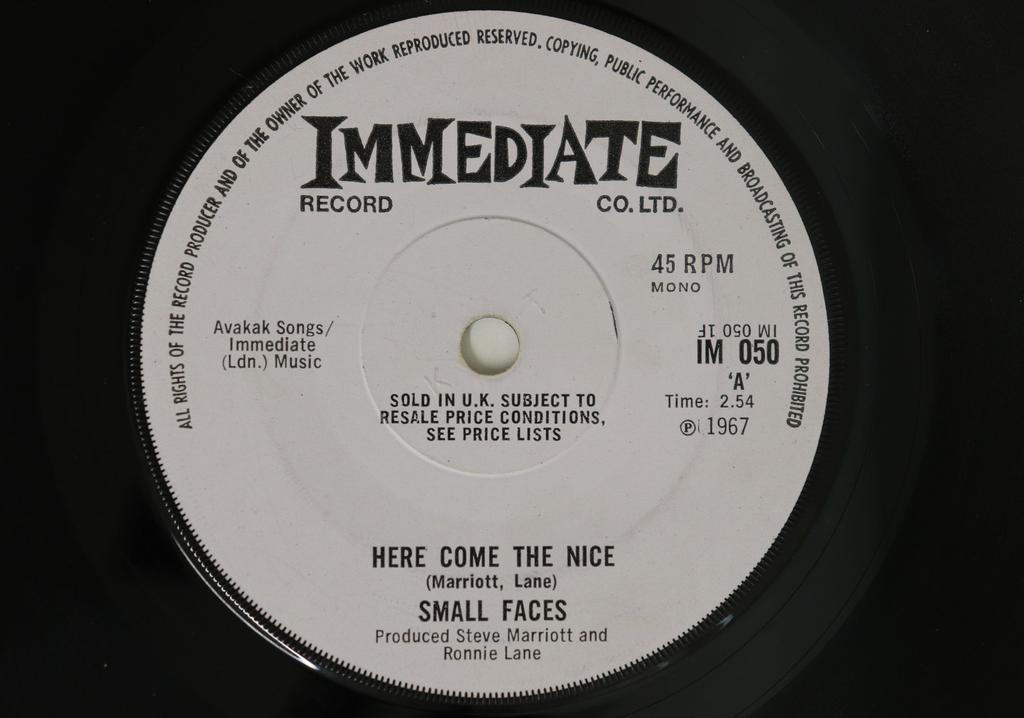 ALL RIGHTS OF THE RECORD PRODUCER AND OF THE OWNER OF THE WORK REPRODUCED RESERVED. COPYING, PUBLIC PERFORMANCE AND BROADCASTING OF THIS RECORD PROHIBITED
IMMEDIATE
RECORD CO. LTD.
45 RPM
MONO
Avakak Songs/
Immediate
(Ldn.) Music
IM 050 1F
IM 050
'A'
Time: 2.54
℗ 1967
SOLD IN U.K. SUBJECT TO
RESALE PRICE CONDITIONS,
SEE PRICE LISTS
HERE COME THE NICE
(Marriott, Lane)
SMALL FACES
Produced Steve Marriott and
Ronnie Lane